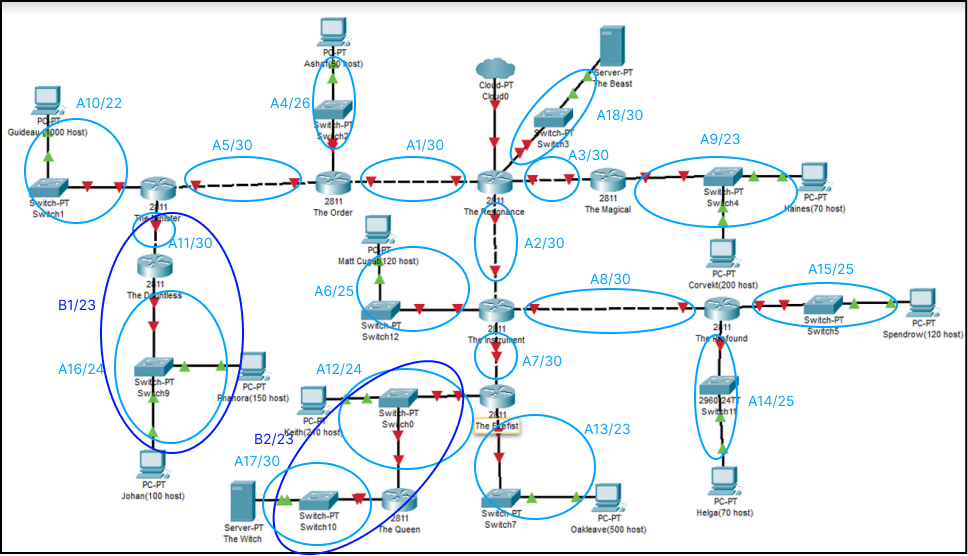 PC-PT
Ashaf(50 host)
Cloud-PT
Cloud0
Server-PT
The Beast
A10/22
PC-PT
Guideau (1000 Host)
A4/26
Switch-PT
Switch2
Switch-PT
Switch3
A18/30
A5/30
A1/30
A3/30
A9/23
Switch-PT
Switch1
2811
The Minister
2811
The Order
2811
The Resonance
2811
The Magical
Switch-PT
Switch4
PC-PT
Haines(70 host)
A11/30
PC-PT
Matt Cugat(120 host)
A2/30
PC-PT
Corvekt(200 host)
B1/23
2811
The Dauntless
A6/25
Switch-PT
Switch12
2811
The Instrument
A8/30
2811
The Profound
A15/25
Switch-PT
Switch5
PC-PT
Spendrow(120 host)
A7/30
A16/24
Switch-PT
Switch9
PC-PT
Phanora(150 host)
A12/24
PC-PT
Keith(210 host)
Switch-PT
Switch0
2811
The Firefist
2960-24TT
Switch11
A14/25
B2/23
A13/23
A17/30
PC-PT
Johan(100 host)
Server-PT
The Witch
Switch-PT
Switch10
2811
The Queen
Switch-PT
Switch7
PC-PT
Oakleave(500 host)
PC-PT
Helga(70 host)